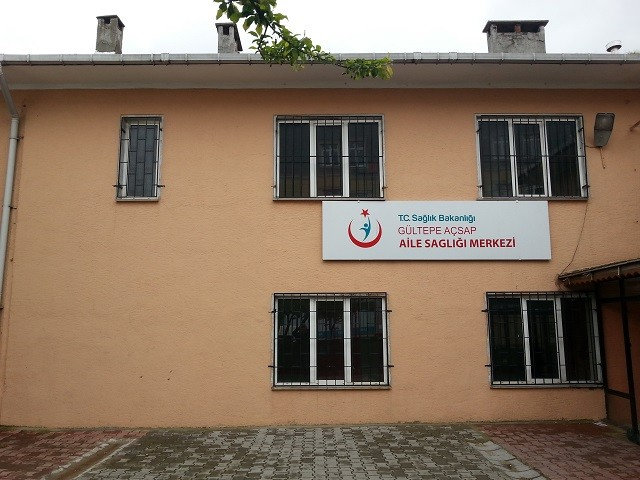 T.C. Sağlık Bakanlığı
GÜLTEPE AÇSAP
AİLE SAGLIĞI MERKEZİ